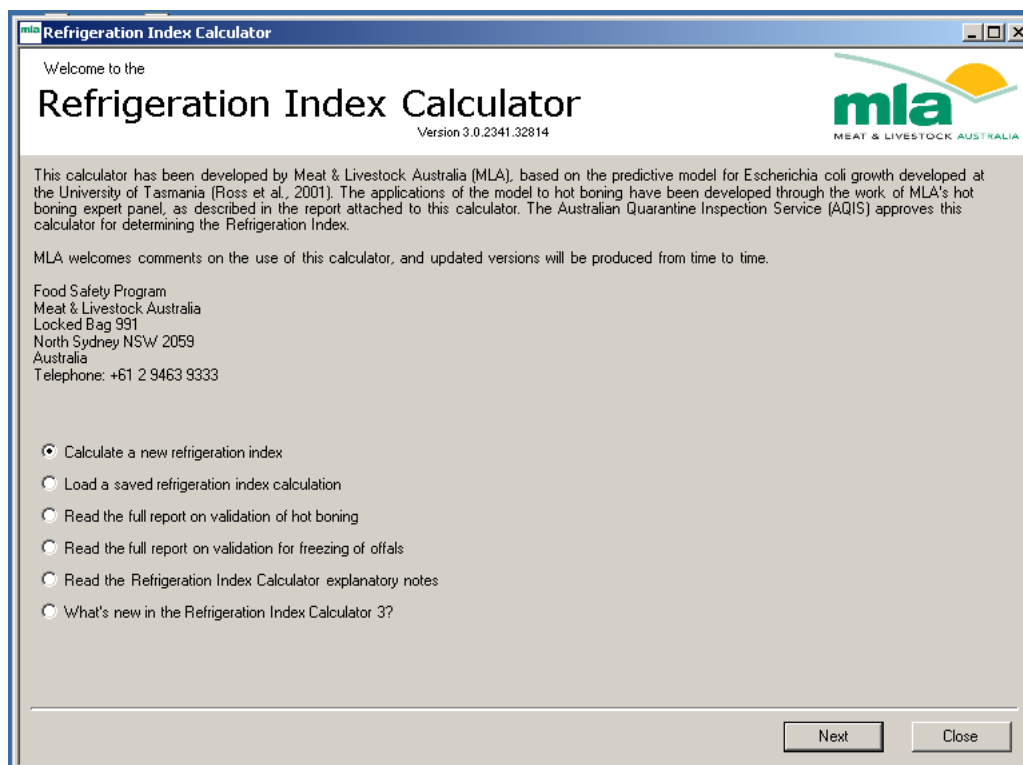 mla Refrigeration Index Calculator
Welcome to the
Refrigeration Index Calculator
Version 3.0.2341.32814
mla
MEAT & LIVESTOCK AUSTRALIA
This calculator has been developed by Meat & Livestock Australia (MLA), based on the predictive model for Escherichia coli growth developed at
the University of Tasmania (Ross et al., 2001). The applications of the model to hot boning have been developed through the work of MLA's hot
boning expert panel, as described in the report attached to this calculator. The Australian Quarantine Inspection Service (AQIS) approves this
calculator for determining the Refrigeration Index.
MLA welcomes comments on the use of this calculator, and updated versions will be produced from time to time.
Food Safety Program
Meat & Livestock Australia
Locked Bag 991
North Sydney NSW 2059
Australia
Telephone: +61 2 9463 9333
Calculate a new refrigeration index
Load a saved refrigeration index calculation
Read the full report on validation of hot boning
Read the full report on validation for freezing of offals
Read the Refrigeration Index Calculator explanatory notes
What's new in the Refrigeration Index Calculator 3?
Next Close